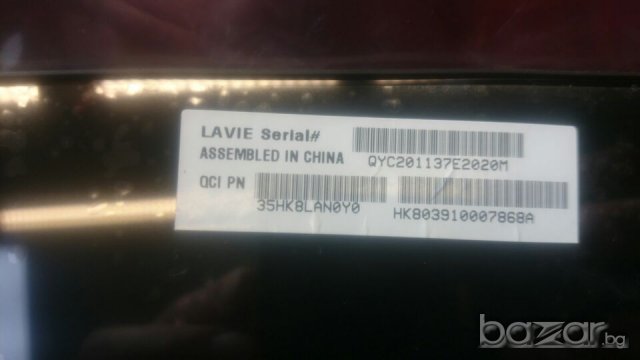 LAVIE Serial#
ASSEMBLED IN CHINA
QYC201137E2020M
QCI PN
35HK8LAN0Y0
HK803910007868A
bazar.bg